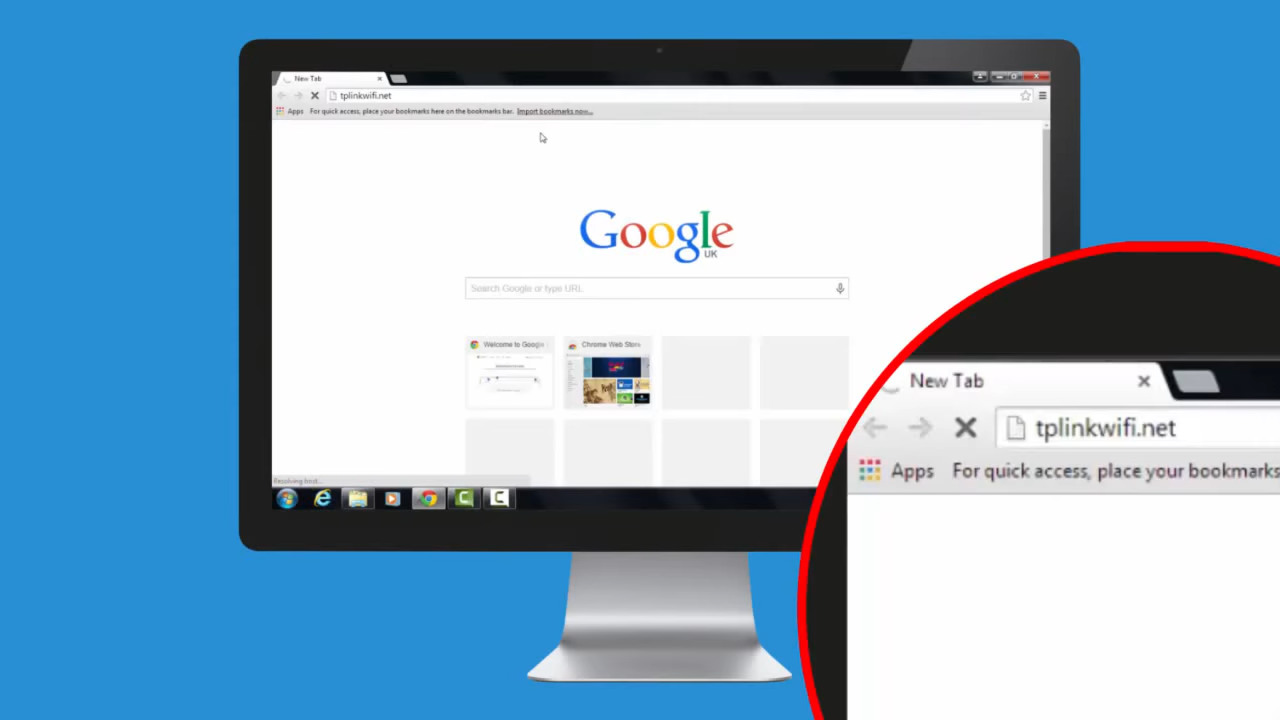 New Tab
tplinkwifi.net
Apps For quick access, place your bookmarks here on the bookmarks bar. Import bookmarks now...
Google
UK
Search Google or type URL
Welcome to Google
Chrome Web Store
Resolving host...
New Tab
tplinkwifi.net
Apps For quick access, place your bookmarks